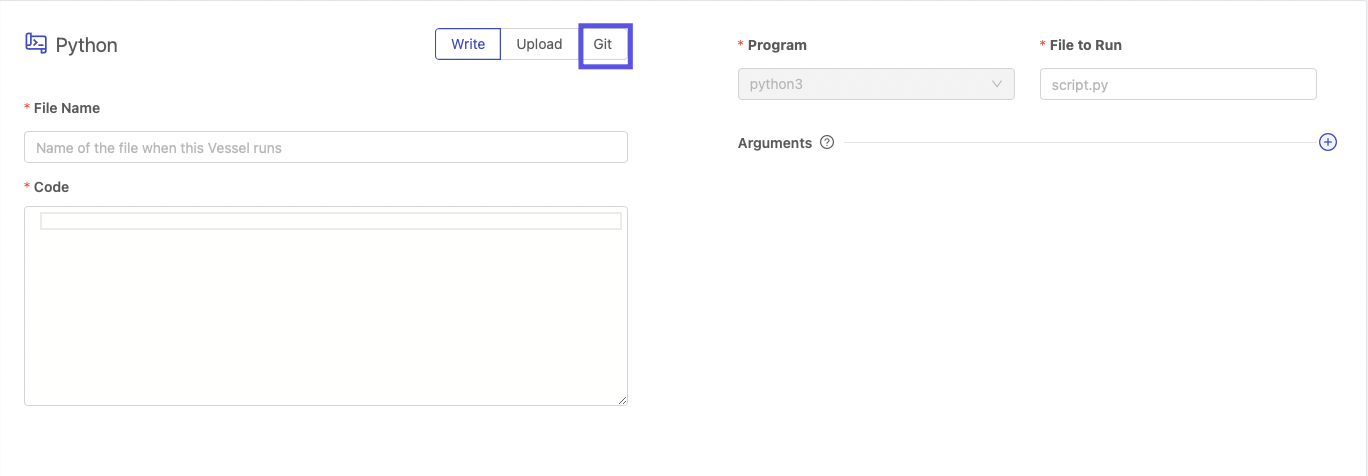 Python
Write Upload Git
* File Name
Name of the file when this Vessel runs
* Code
* Program
python3
* File to Run
script.py
Arguments ?